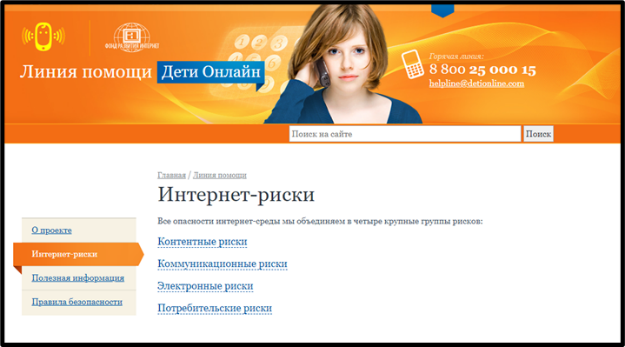 ФОНД РАЗВИТИЯ ИНТЕРНЕТ
Линия помощи Дети Онлайн
Горячая линия:
8 800 25 000 15
helpline@detionline.com
Поиск на сайте
Поиск
Главная / Линия помощи
Интернет-риски
Все опасности интернет-среды мы объединяем в четыре крупные группы рисков:
Контентные риски
Коммуникационные риски
Электронные риски
Потребительские риски
О проекте
Интернет-риски
Полезная информация
Правила безопасности